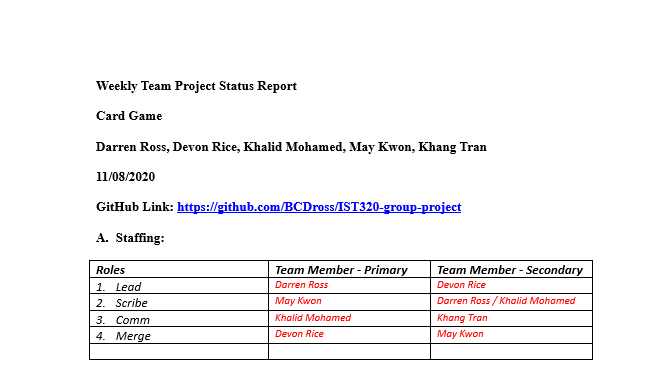 Weekly Team Project Status Report
Card Game
Darren Ross, Devon Rice, Khalid Mohamed, May Kwon, Khang Tran
11/08/2020
GitHub Link: https://github.com/BCDross/IST320-group-project
A. Staffing:
Roles Team Member - Primary Team Member - Secondary
1. Lead Darren Ross Devon Rice
2. Scribe May Kwon Darren Ross / Khalid Mohamed
3. Comm Khalid Mohamed Khang Tran
4. Merge Devon Rice May Kwon